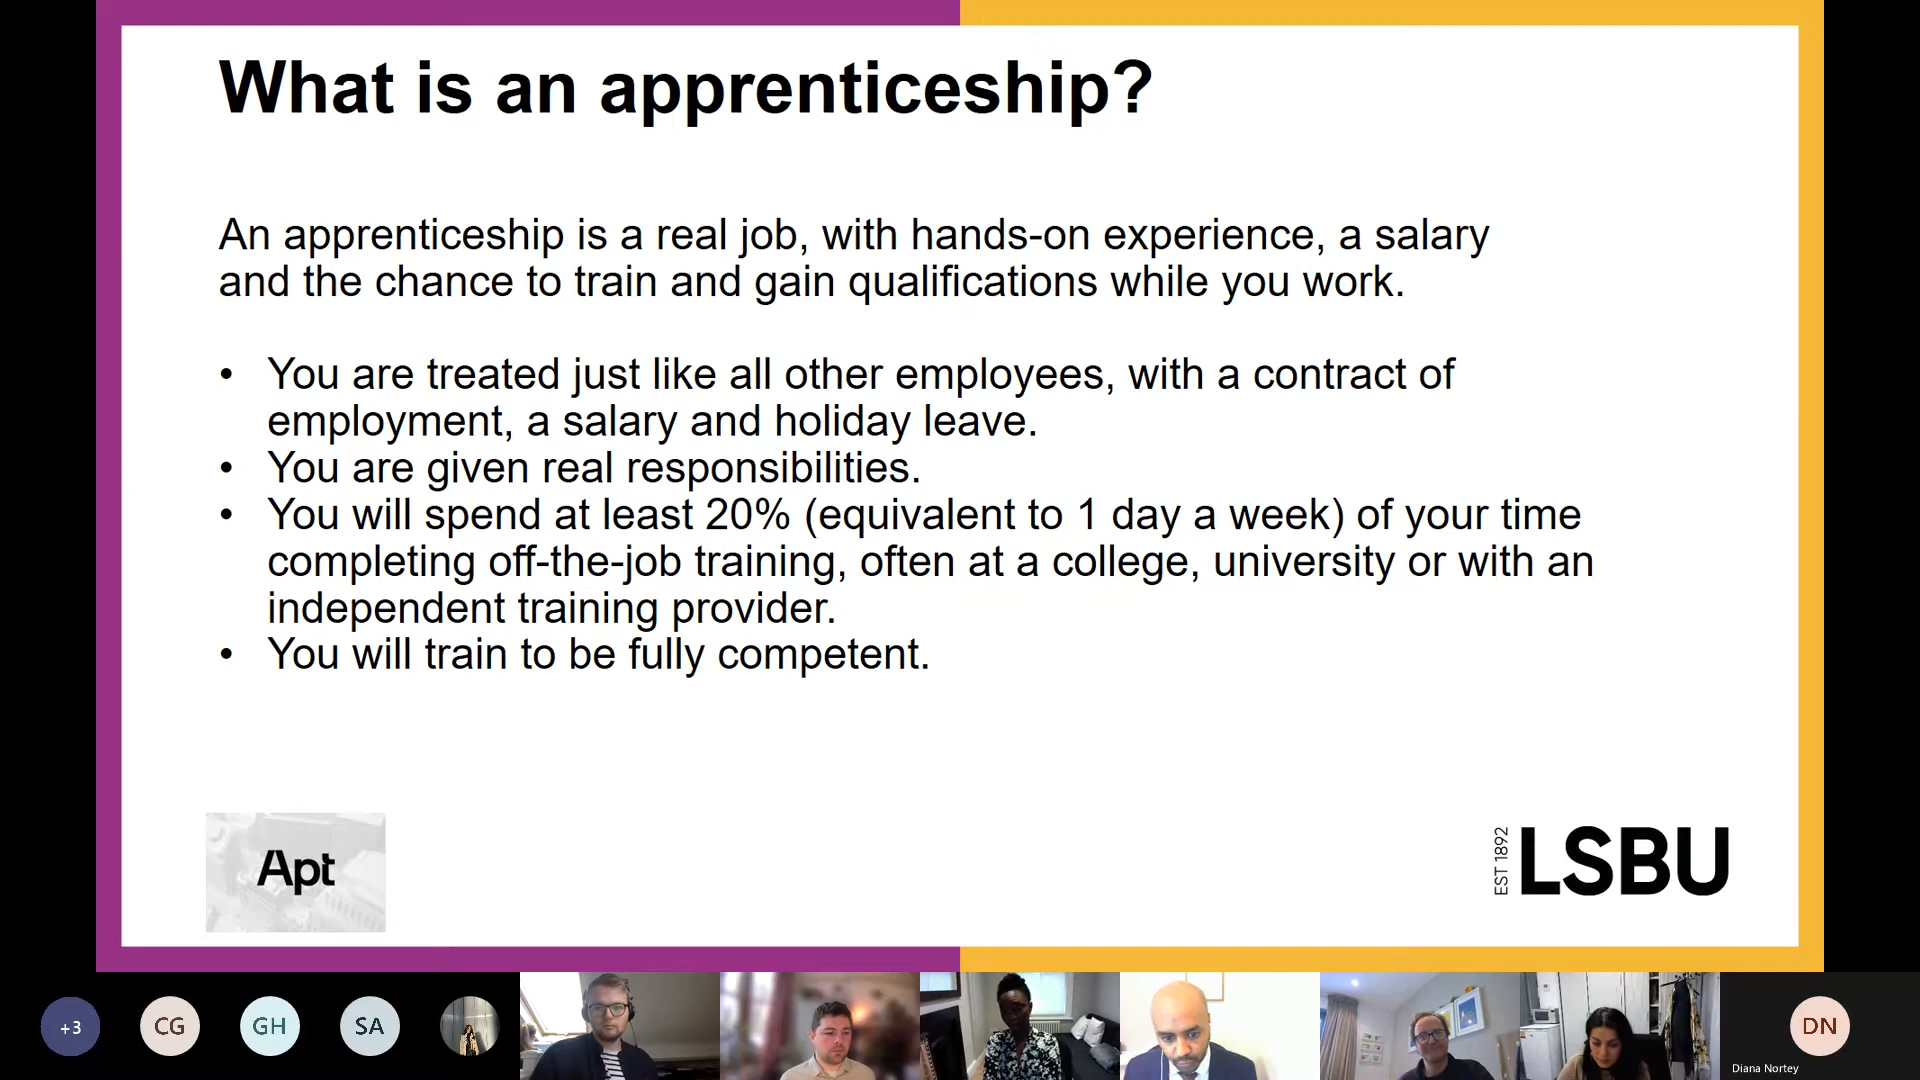 What is an apprenticeship?
An apprenticeship is a real job, with hands-on experience, a salary
and the chance to train and gain qualifications while you work.
• You are treated just like all other employees, with a contract of
employment, a salary and holiday leave.
• You are given real responsibilities.
• You will spend at least 20% (equivalent to 1 day a week) of your time
completing off-the-job training, often at a college, university or with an
independent training provider.
• You will train to be fully competent.
Apt
EST 1892
LSBU
+3
CG
GH
SA
DN
Diana Nortey